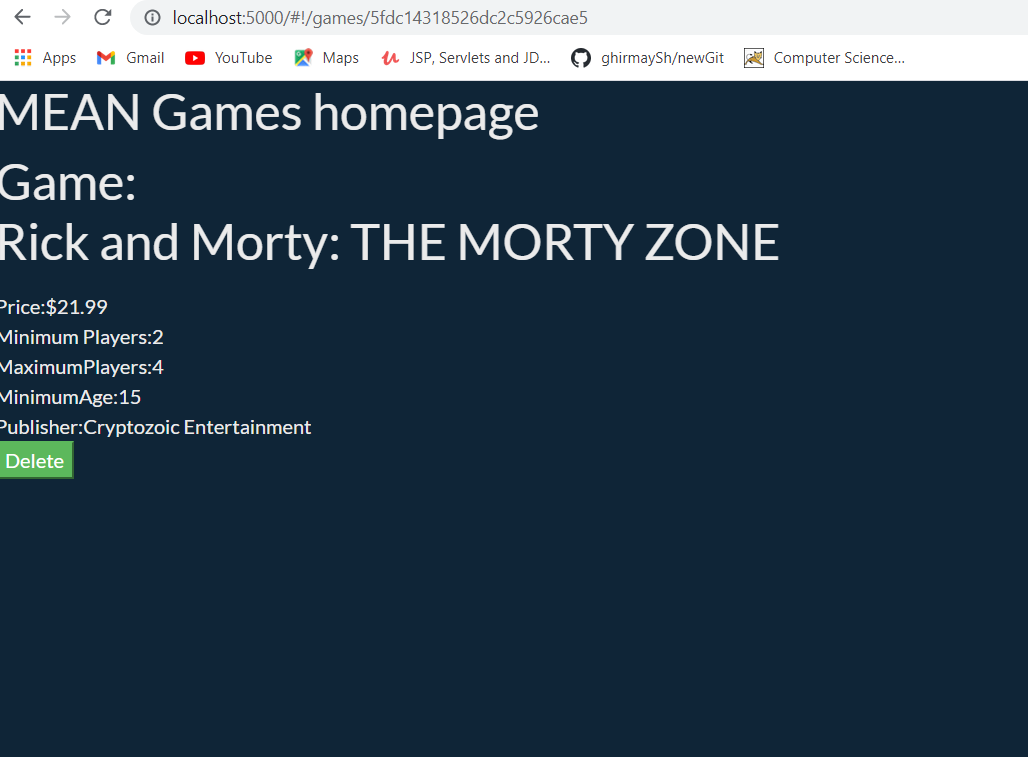 localhost:5000/#!/games/5fdc14318526dc2c5926cae5
Apps Gmail YouTube Maps JSP, Servlets and JD... ghirmaySh/newGit Computer Science...
MEAN Games homepage
Game:
Rick and Morty: THE MORTY ZONE
Price:$21.99
Minimum Players:2
MaximumPlayers:4
MinimumAge:15
Publisher:Cryptozoic Entertainment
Delete